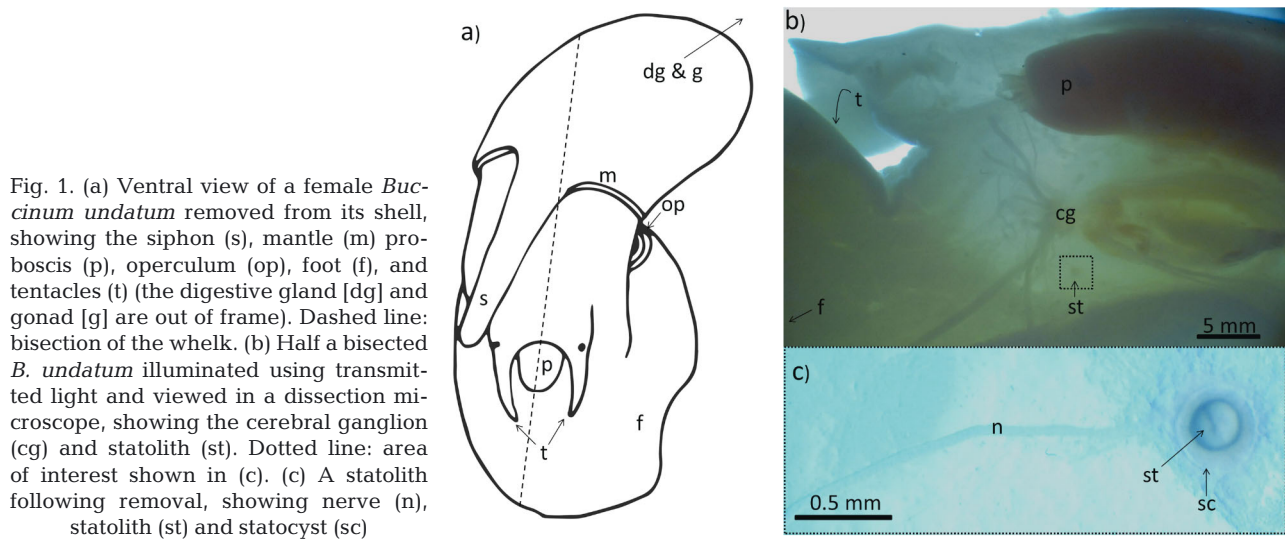 Fig. 1. (a) Ventral view of a female Buc-
cinum undatum removed from its shell,
showing the siphon (s), mantle (m) pro-
boscis (p), operculum (op), foot (f), and
tentacles (t) (the digestive gland [dg] and
gonad [g] are out of frame). Dashed line:
bisection of the whelk. (b) Half a bisected
B. undatum illuminated using transmit-
ted light and viewed in a dissection mi-
croscope, showing the cerebral ganglion
(cg) and statolith (st). Dotted line: area
of interest shown in (c). (c) A statolith
following removal, showing nerve (n),
statolith (st) and statocyst (sc)
a)
dg & g
m
op
s
p
f
t
b)
t
p
cg
st
f
5 mm
c)
n
st
sc
0.5 mm